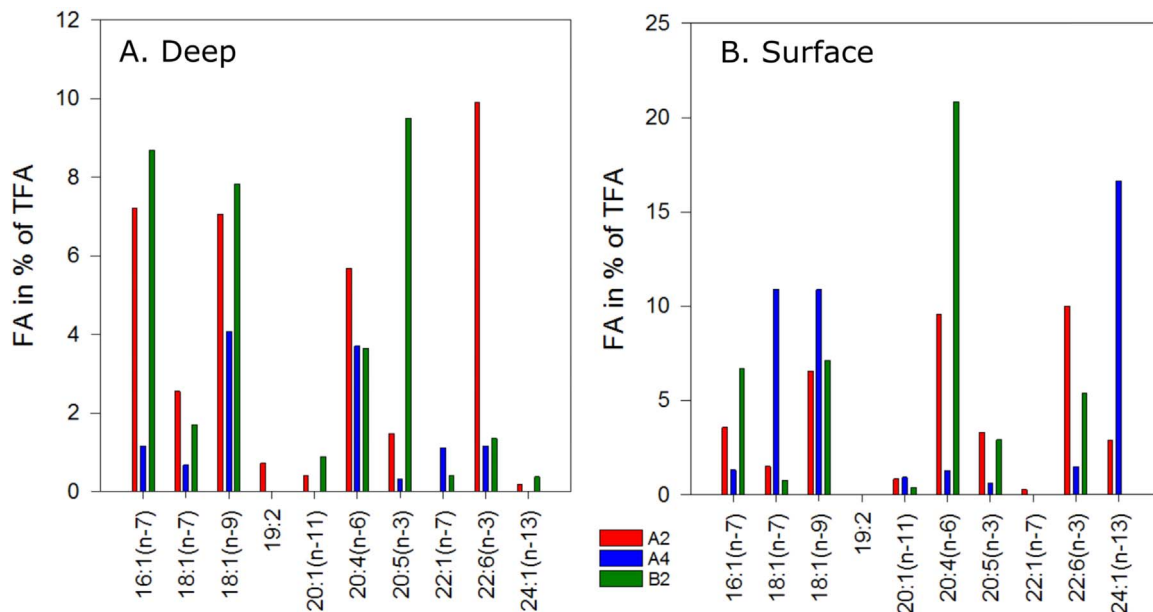 A. Deep
FA in % of TFA
12
10
8
6
4
2
0
16:1(n-7)
18:1(n-7)
18:1(n-9)
19:2
20:1(n-11)
20:4(n-6)
20:5(n-3)
22:1(n-7)
22:6(n-3)
24:1(n-13)
A2
A4
B2
B. Surface
FA in % of TFA
25
20
15
10
5
0
16:1(n-7)
18:1(n-7)
18:1(n-9)
19:2
20:1(n-11)
20:4(n-6)
20:5(n-3)
22:1(n-7)
22:6(n-3)
24:1(n-13)